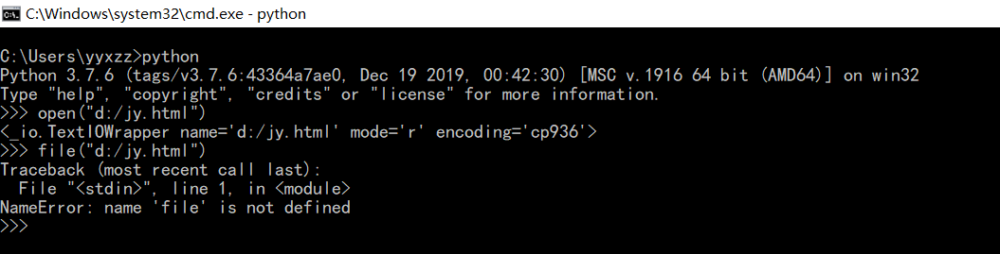 C:\Windows\system32\cmd.exe - python
C:\Users\yyxzz>python
Python 3.7.6 (tags/v3.7.6:43364a7ae0, Dec 19 2019, 00:42:30) [MSC v.1916 64 bit (AMD64)] on win32
Type "help", "copyright", "credits" or "license" for more information.
>>> open("d:/jy.html")
<_io.TextIOWrapper name='d:/jy.html' mode='r' encoding='cp936'>
>>> file("d:/jy.html")
Traceback (most recent call last):
  File "<stdin>", line 1, in <module>
NameError: name 'file' is not defined
>>>